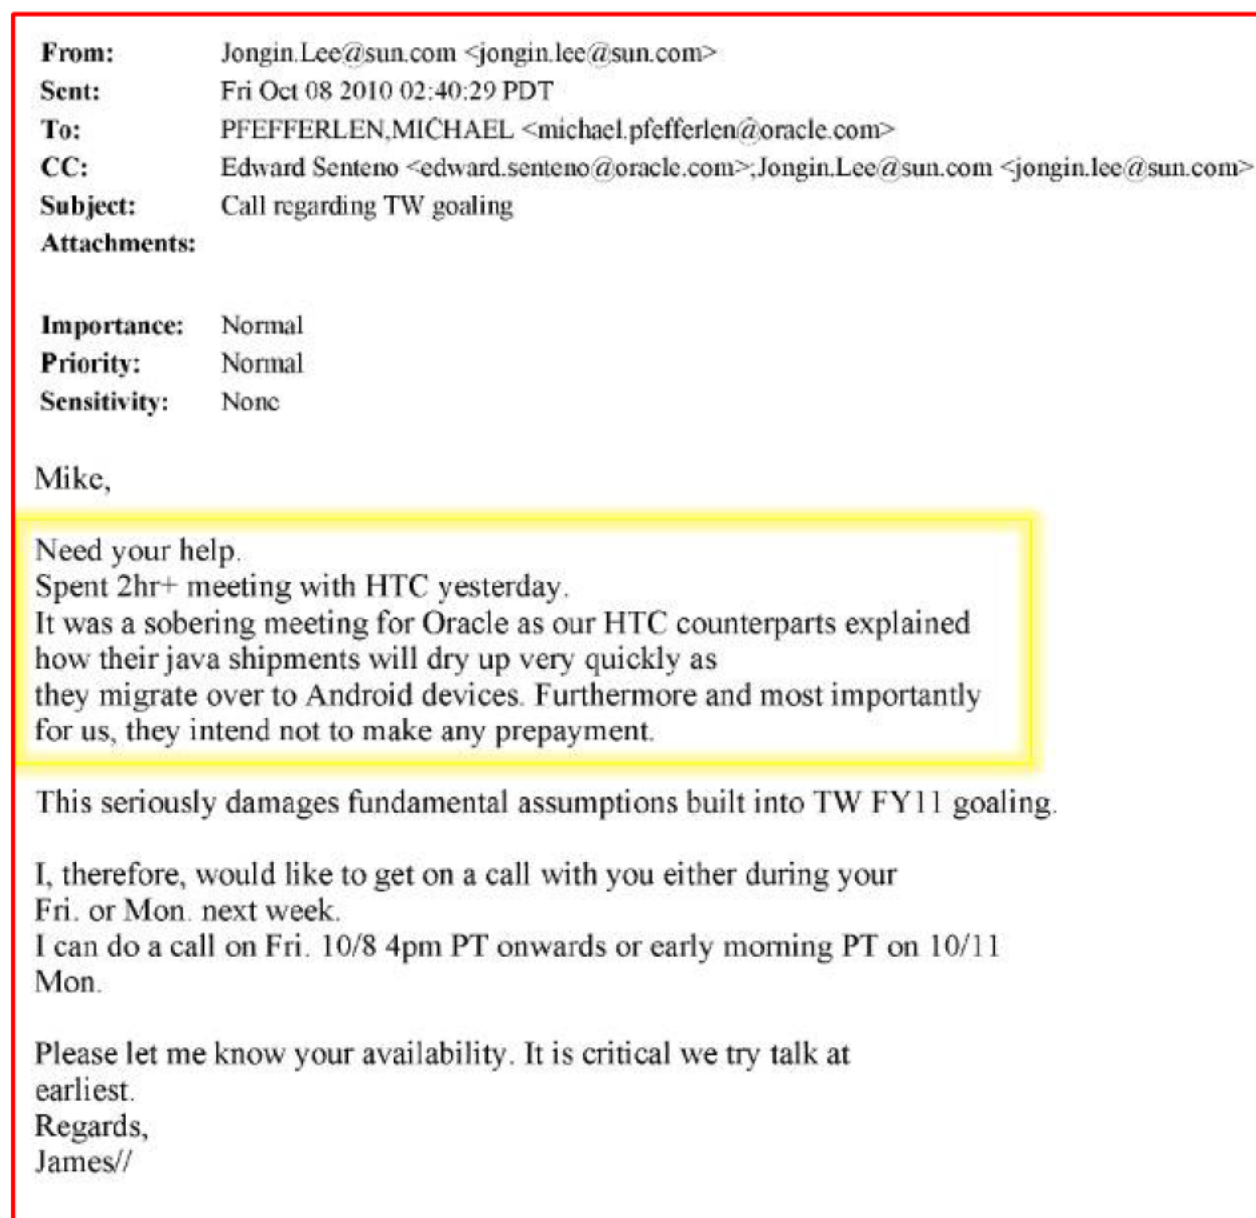 From: Jongin.Lee@sun.com <jongin.lee@sun.com>
Sent: Fri Oct 08 2010 02:40:29 PDT
To: PFEFFERLEN,MICHAEL <michael.pfefferlen@oracle.com>
CC: Edward Senteno <edward.senteno@oracle.com>;Jongin.Lee@sun.com <jongin.lee@sun.com>
Subject: Call regarding TW goaling
Attachments:
Importance: Normal
Priority: Normal
Sensitivity: None
Mike,
Need your help.
Spent 2hr+ meeting with HTC yesterday.
It was a sobering meeting for Oracle as our HTC counterparts explained
how their java shipments will dry up very quickly as
they migrate over to Android devices. Furthermore and most importantly
for us, they intend not to make any prepayment.
This seriously damages fundamental assumptions built into TW FY11 goaling.
I, therefore, would like to get on a call with you either during your
Fri. or Mon. next week.
I can do a call on Fri. 10/8 4pm PT onwards or early morning PT on 10/11
Mon.
Please let me know your availability. It is critical we try talk at
earliest.
Regards,
James//